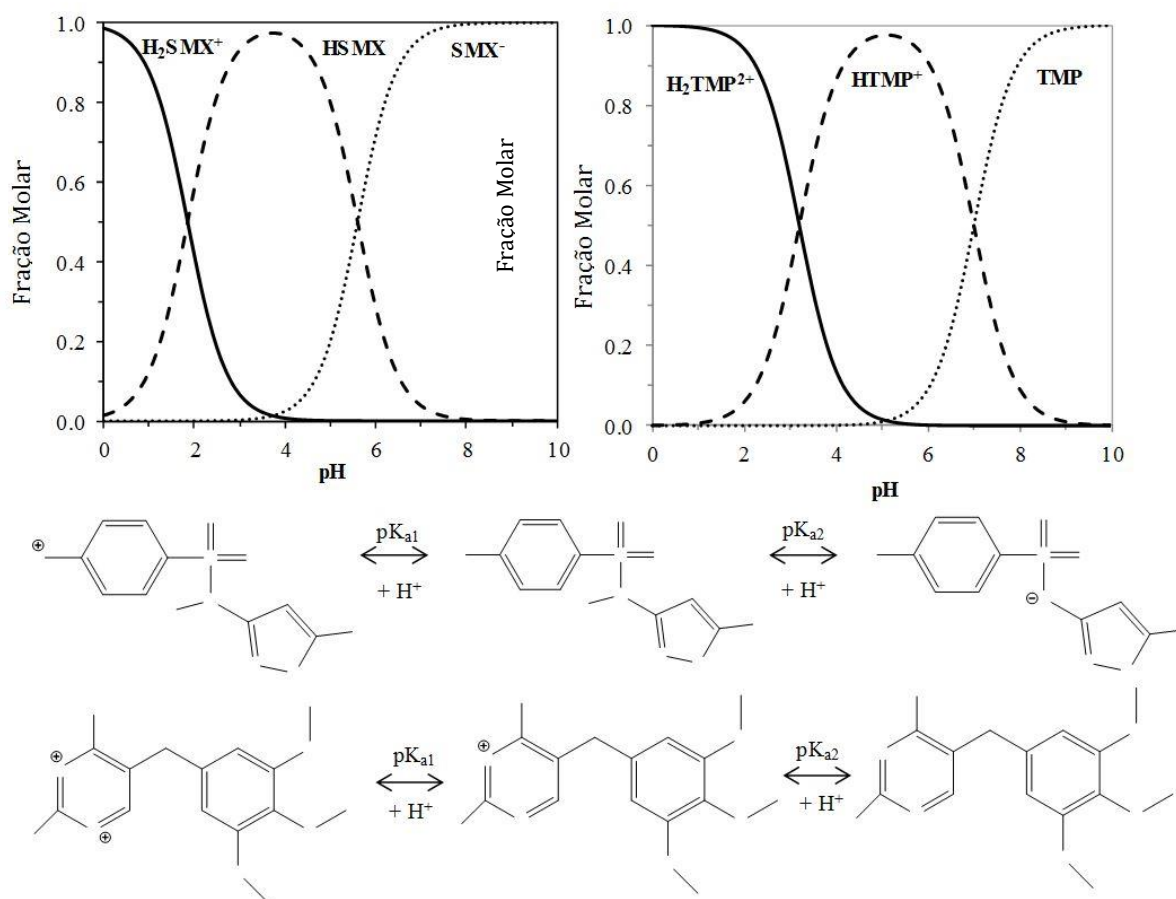 1.0
0.8
0.6
0.4
0.2
0.0
Fração Molar
H₂SMX⁺
HSMX
SMX⁻
0
2
4
6
8
10
pH
Fração Molar
1.0
0.8
0.6
0.4
0.2
0.0
Fração Molar
H₂TMP²⁺
HTMP⁺
TMP
0
2
4
6
8
10
pH
⊕
pKₐ₁
+ H⁺
pKₐ₂
+ H⁺
⊖
⊕
⊕
pKₐ₁
+ H⁺
⊕
pKₐ₂
+ H⁺